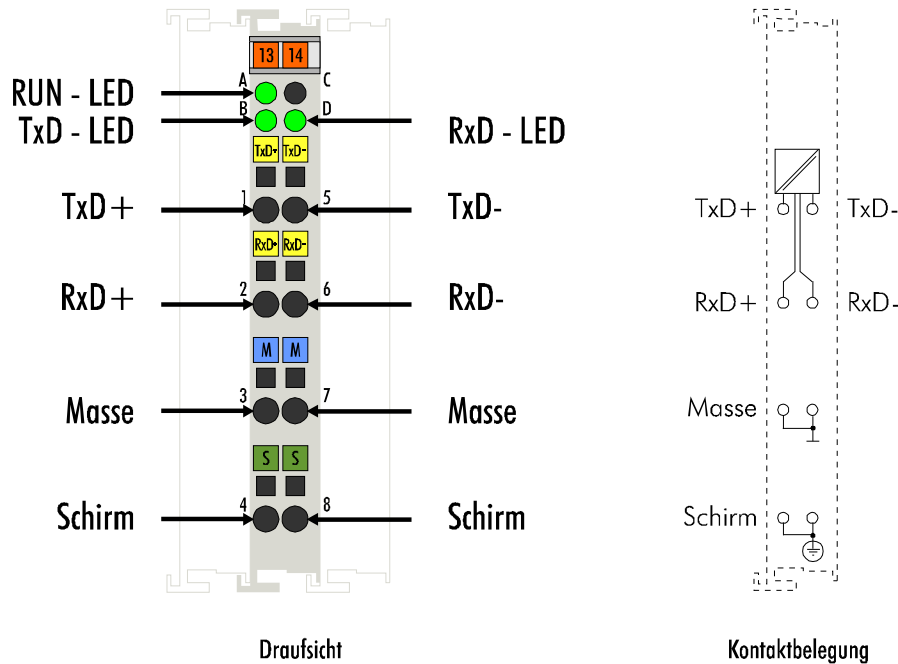 13 14
A C
RUN - LED
B D
TxD - LED RxD - LED
TxD+ TxD-
1 5
TxD+ TxD- TxD+ TxD-
RxD+ RxD-
2 6
RxD+ RxD- RxD+ RxD-
M M
3 7
Masse Masse Masse
S S
4 8
Schirm Schirm Schirm
Draufsicht Kontaktbelegung